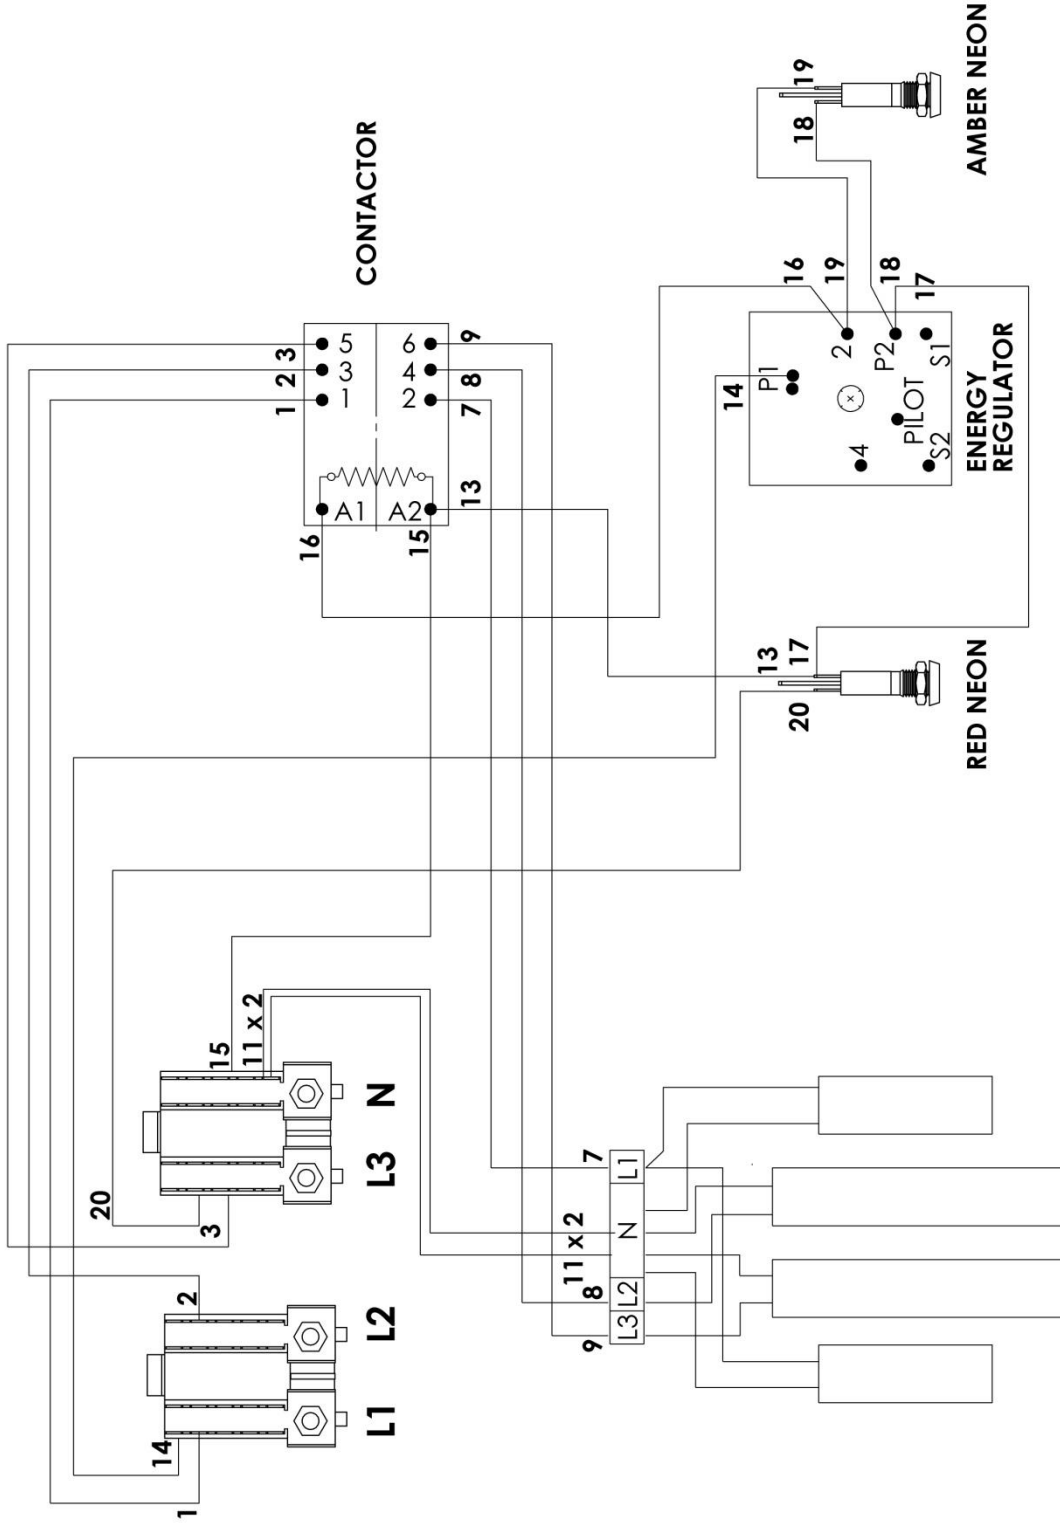 CONTACTOR
1 2 3
1 3 5
A1
A2
2 4 6
7 8 9
16
15
13
AMBER NEON
18 19
16
19
18
17
14
P1
2
P2
S1
4
PILOT
S2
ENERGY
REGULATOR
RED NEON
20
13
17
15
11 x 2
20
3
L3 N
14
1
2
L1 L2
9 8 11 x 2 7
L3 L2 N L1